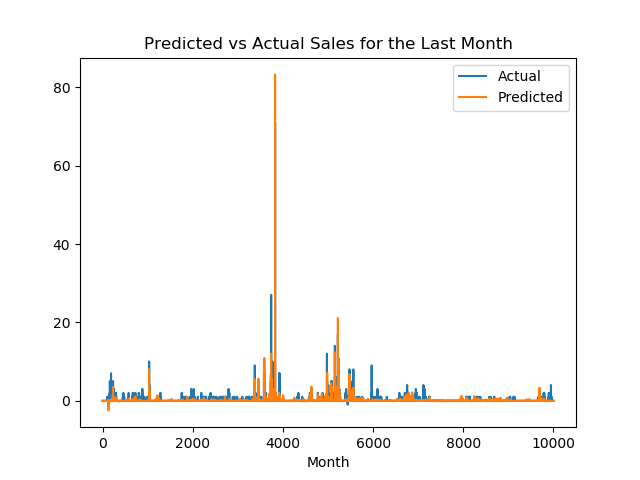 Predicted vs Actual Sales for the Last Month
Actual
Predicted
80
60
40
20
0
0 2000 4000 6000 8000 10000
Month